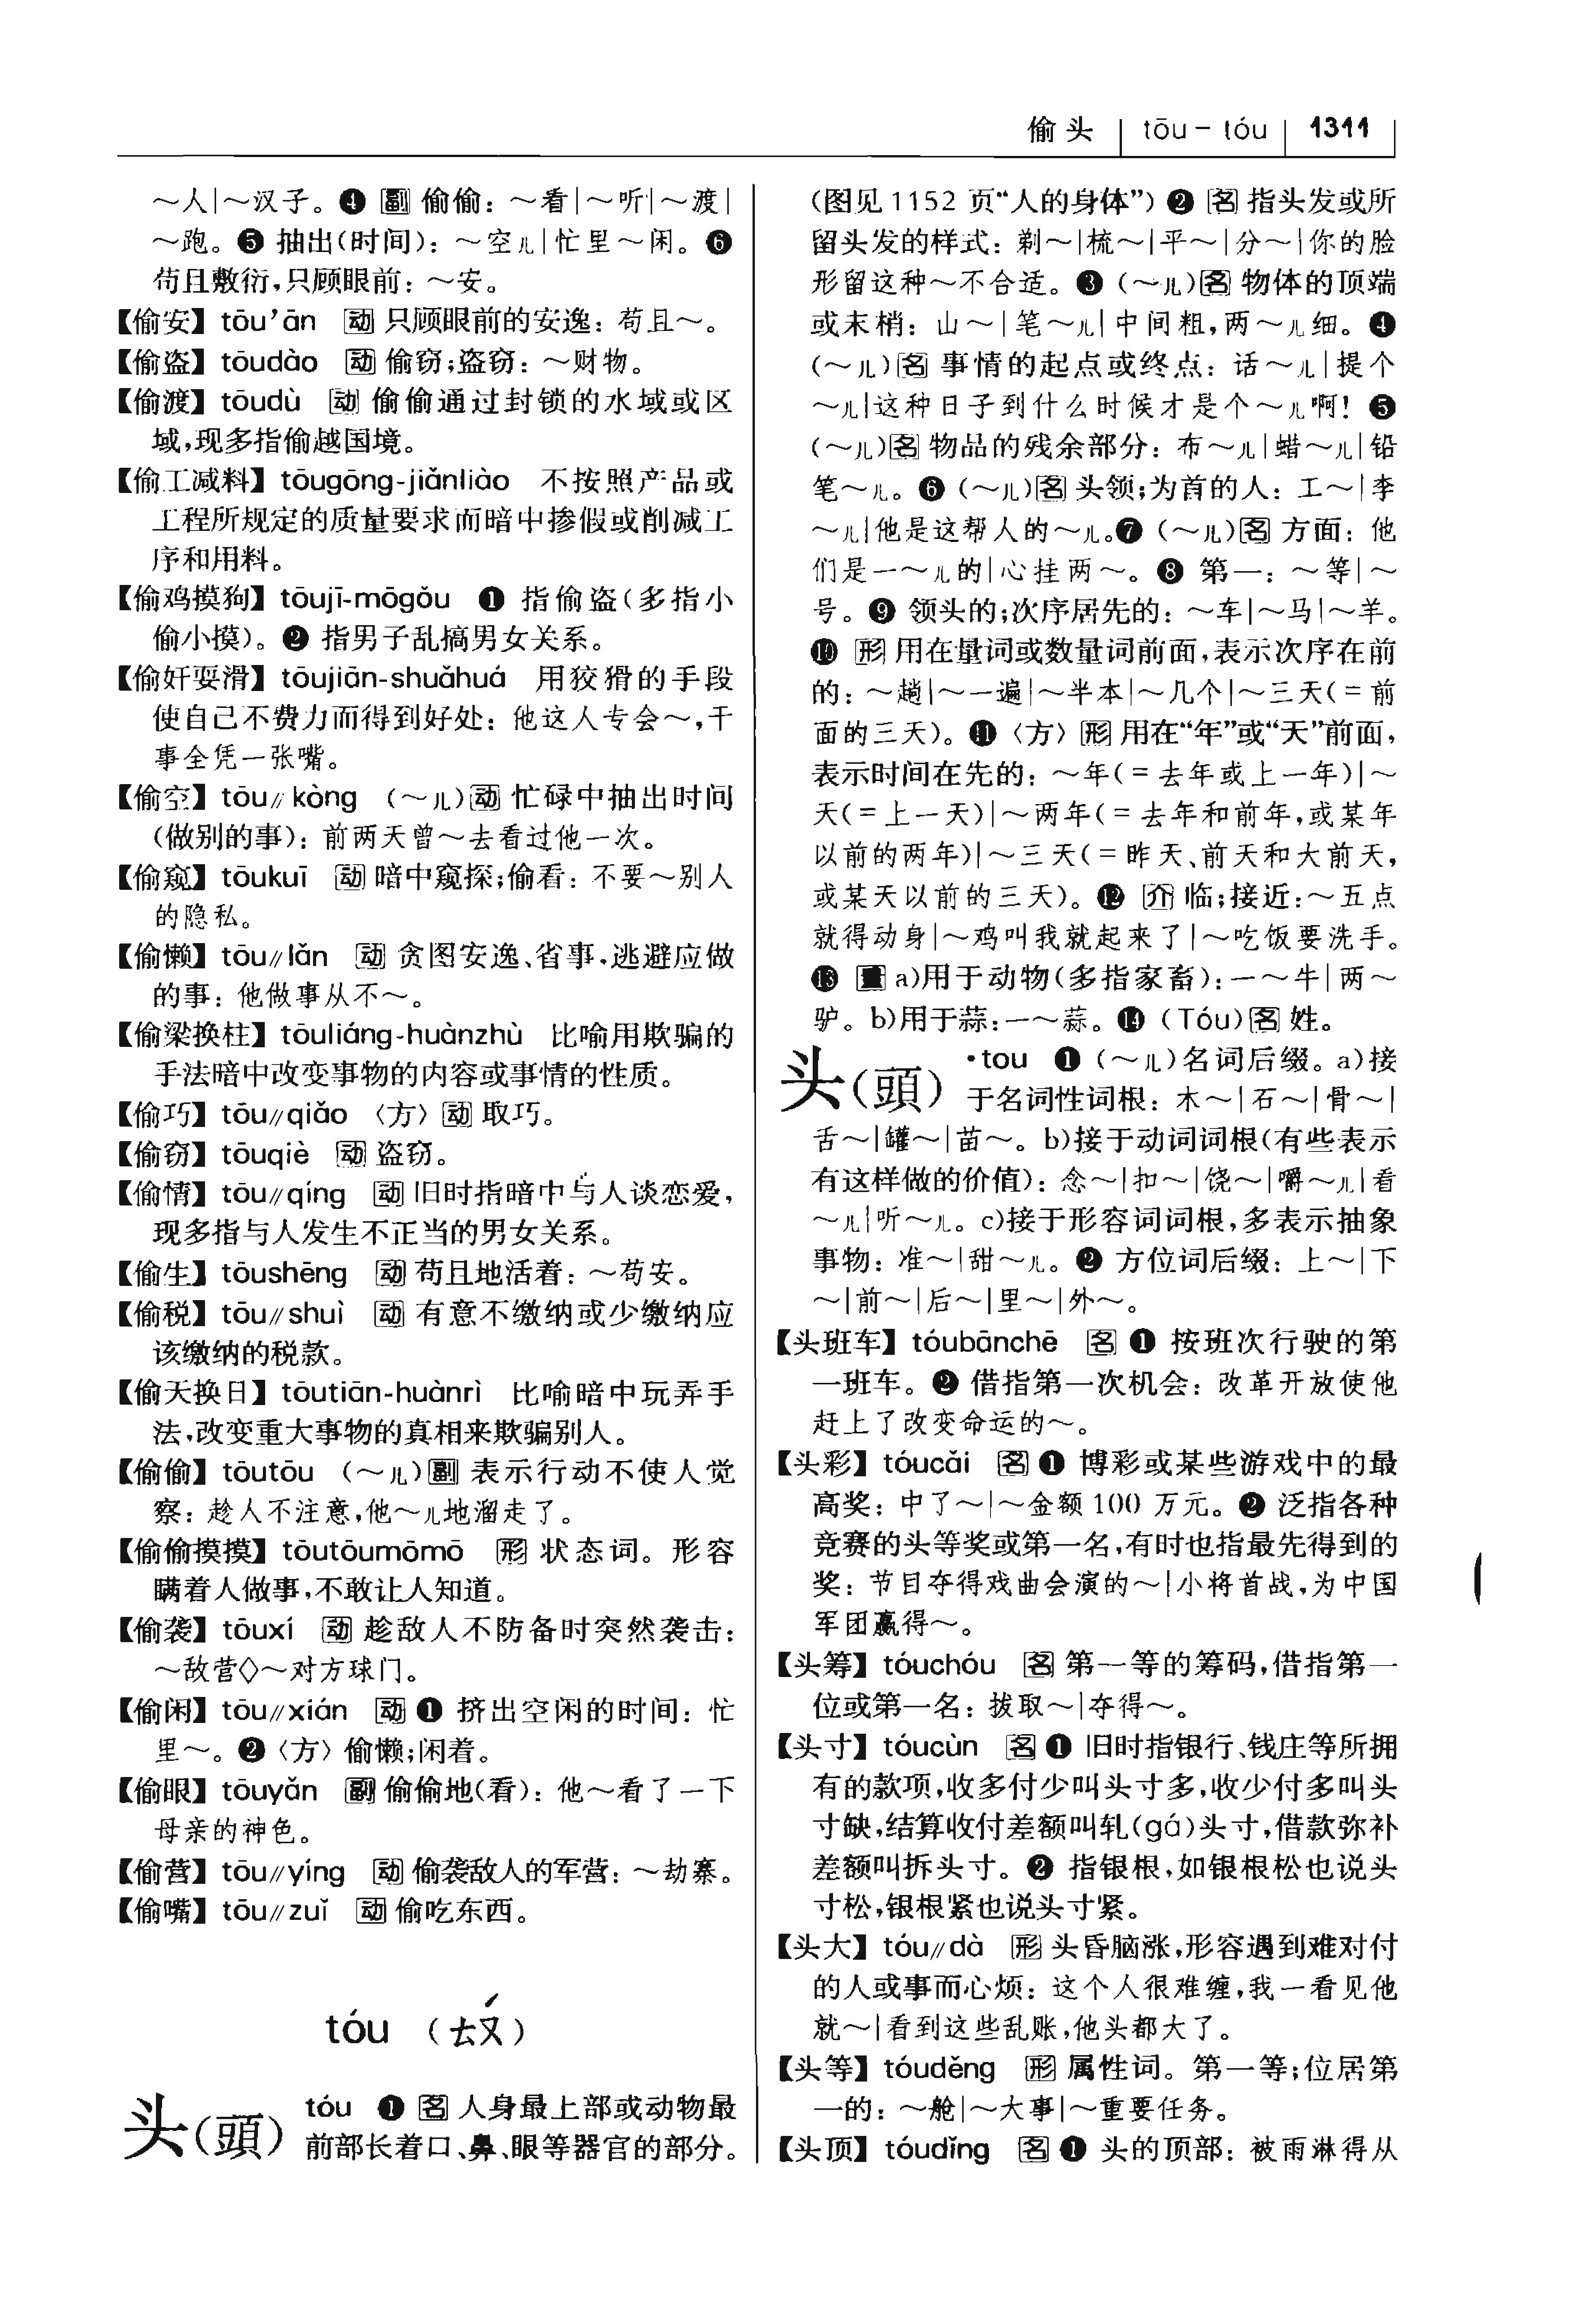 偷头 | tōu – tóu | 1311
～人|～汉子。❹ 副 偷偷：～看|～听|～渡|
～跑。❺ 抽出(时间)：～空儿|忙里～闲。❻
苟且敷衍,只顾眼前：～安。
【偷安】tōu’ān 动 只顾眼前的安逸：苟且～。
【偷盗】tōudào 动 偷窃;盗窃：～财物。
【偷渡】tōudù 动 偷偷通过封锁的水域或区
域,现多指偷越国境。
【偷工减料】tōugōng-jiǎnliào 不按照产品或
工程所规定的质量要求而暗中掺假或削减工
序和用料。
【偷鸡摸狗】tōujī-mōgǒu ❶ 指偷盗(多指小
偷小摸)。❷ 指男子乱搞男女关系。
【偷奸耍滑】tōujiān-shuǎhuá 用狡猾的手段
使自己不费力而得到好处：他这人专会～,干
事全凭一张嘴。
【偷空】tōu∥kòng (～儿)动 忙碌中抽出时间
(做别的事)：前两天曾～去看过他一次。
【偷窥】tōukuī 动 暗中窥探;偷看：不要～别人
的隐私。
【偷懒】tōu∥lǎn 动 贪图安逸、省事,逃避应做
的事：他做事从不～。
【偷梁换柱】tōuliáng-huànzhù 比喻用欺骗的
手法暗中改变事物的内容或事情的性质。
【偷巧】tōu∥qiǎo 〈方〉动 取巧。
【偷窃】tōuqiè 动 盗窃。
【偷情】tōu∥qíng 动 旧时指暗中与人谈恋爱,
现多指与人发生不正当的男女关系。
【偷生】tōushēng 动 苟且地活着：～苟安。
【偷税】tōu∥shuì 动 有意不缴纳或少缴纳应
该缴纳的税款。
【偷天换日】tōutiān-huànrì 比喻暗中玩弄手
法,改变重大事物的真相来欺骗别人。
【偷偷】tōutōu (～儿)副 表示行动不使人觉
察：趁人不注意,他～儿地溜走了。
【偷偷摸摸】tōutōumōmō 形 状态词。形容
瞒着人做事,不敢让人知道。
【偷袭】tōuxí 动 趁敌人不防备时突然袭击：
～敌营◇～对方球门。
【偷闲】tōu∥xián 动 ❶ 挤出空闲的时间：忙
里～。❷〈方〉偷懒;闲着。
【偷眼】tōuyǎn 副 偷偷地(看)：他～看了一下
母亲的神色。
【偷营】tōu∥yíng 动 偷袭敌人的军营：～劫寨。
【偷嘴】tōu∥zuǐ 动 偷吃东西。
tóu (ㄊㄡˊ)
头(頭) tóu ❶ 名 人身最上部或动物最
前部长着口、鼻、眼等器官的部分。
(图见1152 页“人的身体”) ❷ 名 指头发或所
留头发的样式：剃～|梳～|平～|分～|你的脸
形留这种～不合适。❸ (～儿)名 物体的顶端
或末梢：山～|笔～儿|中间粗,两～儿细。❹
(～儿)名 事情的起点或终点：话～儿|提个
～儿|这种日子到什么时候才是个～儿啊！❺
(～儿)名 物品的残余部分：布～儿|蜡～儿|铅
笔～儿。❻ (～儿)名 头领;为首的人：工～|李
～儿|他是这帮人的～儿。❼ (～儿)名 方面：他
们是一～儿的|心挂两～。❽ 第一：～等|～
号。❾ 领头的;次序居先的：～车|～马|～羊。
❿ 形 用在量词或数量词前面,表示次序在前
的：～趟|～一遍|～半本|～几个|～三天(＝前
面的三天)。⓫〈方〉形 用在“年”或“天”前面,
表示时间在先的：～年(＝去年或上一年)|～
天(＝上一天)|～两年(＝去年和前年,或某年
以前的两年)|～三天(＝昨天、前天和大前天,
或某天以前的三天)。⓬ 介 临;接近：～五点
就得动身|～鸡叫我就起来了|～吃饭要洗手。
⓭ 量 a)用于动物(多指家畜)：一～牛|两～
驴。b)用于蒜：一～蒜。⓮ (Tóu)名 姓。
头(頭) ·tou ❶ (～儿)名词后缀。a)接
于名词性词根：木～|石～|骨～|
舌～|罐～|苗～。b)接于动词词根(有些表示
有这样做的价值)：念～|扣～|饶～|嚼～儿|看
～儿|听～儿。c)接于形容词词根,多表示抽象
事物：准～|甜～儿。❷ 方位词后缀：上～|下
～|前～|后～|里～|外～。
【头班车】tóubānchē 名 ❶ 按班次行驶的第
一班车。❷ 借指第一次机会：改革开放使他
赶上了改变命运的～。
【头彩】tóucǎi 名 ❶ 博彩或某些游戏中的最
高奖：中了～|～金额 100 万元。❷ 泛指各种
竞赛的头等奖或第一名,有时也指最先得到的
奖：节目夺得戏曲会演的～|小将首战,为中国
军团赢得～。
【头筹】tóuchóu 名 第一等的筹码,借指第一
位或第一名：拔取～|夺得～。
【头寸】tóucùn 名 ❶ 旧时指银行、钱庄等所拥
有的款项,收多付少叫头寸多,收少付多叫头
寸缺,结算收付差额叫轧(gá)头寸,借款弥补
差额叫拆头寸。❷ 指银根,如银根松也说头
寸松,银根紧也说头寸紧。
【头大】tóu∥dà 形 头昏脑涨,形容遇到难对付
的人或事而心烦：这个人很难缠,我一看见他
就～|看到这些乱账,他头都大了。
【头等】tóuděng 形 属性词。第一等;位居第
一的：～舱|～大事|～重要任务。
【头顶】tóudǐng 名 ❶ 头的顶部：被雨淋得从